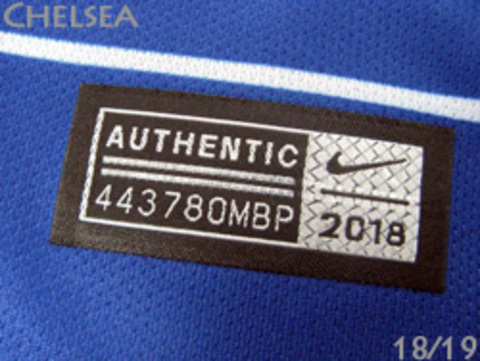 CHELSEA
AUTHENTIC
443780MBP
2018
18/19